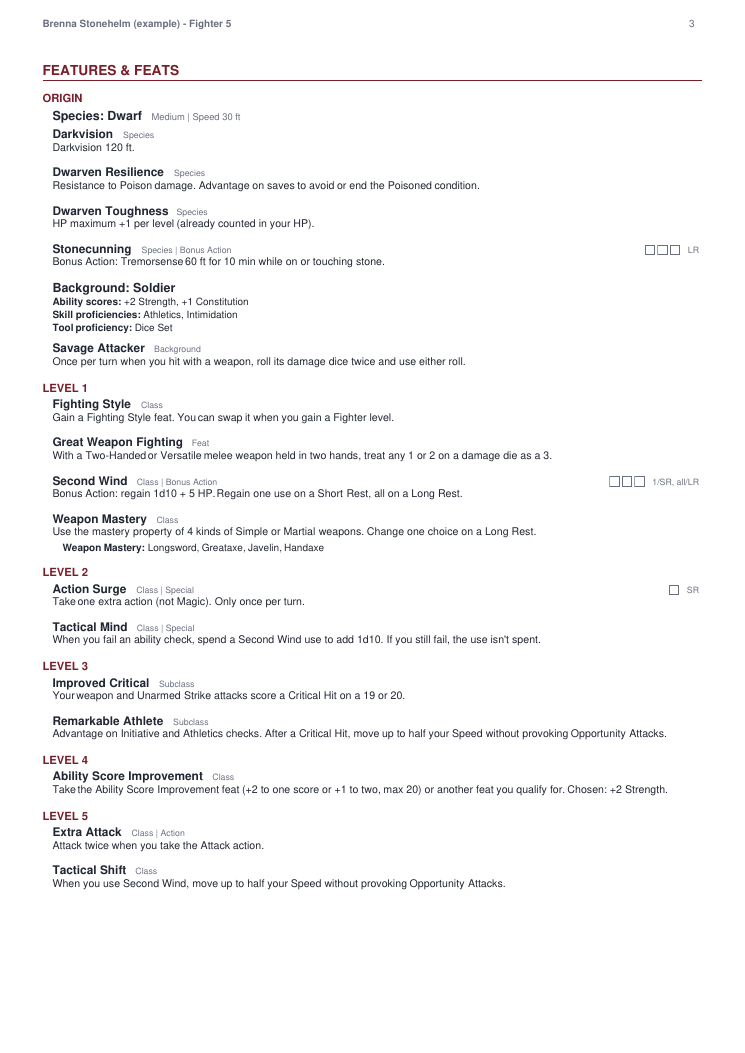 Brenna Stonehelm (example) - Fighter 5 3
FEATURES & FEATS
ORIGIN
Species: Dwarf Medium | Speed 30 ft
Darkvision Species
Darkvision 120 ft.
Dwarven Resilience Species
Resistance to Poison damage. Advantage on saves to avoid or end the Poisoned condition.
Dwarven Toughness Species
HP maximum +1 per level (already counted in your HP).
Stonecunning Species | Bonus Action LR
Bonus Action: Tremorsense 60 ft for 10 min while on or touching stone.
Background: Soldier
Ability scores: +2 Strength, +1 Constitution
Skill proficiencies: Athletics, Intimidation
Tool proficiency: Dice Set
Savage Attacker Background
Once per turn when you hit with a weapon, roll its damage dice twice and use either roll.
LEVEL 1
Fighting Style Class
Gain a Fighting Style feat. You can swap it when you gain a Fighter level.
Great Weapon Fighting Feat
With a Two-Handed or Versatile melee weapon held in two hands, treat any 1 or 2 on a damage die as a 3.
Second Wind Class | Bonus Action 1/SR, all/LR
Bonus Action: regain 1d10 + 5 HP. Regain one use on a Short Rest, all on a Long Rest.
Weapon Mastery Class
Use the mastery property of 4 kinds of Simple or Martial weapons. Change one choice on a Long Rest.
Weapon Mastery: Longsword, Greataxe, Javelin, Handaxe
LEVEL 2
Action Surge Class | Special SR
Take one extra action (not Magic). Only once per turn.
Tactical Mind Class | Special
When you fail an ability check, spend a Second Wind use to add 1d10. If you still fail, the use isn't spent.
LEVEL 3
Improved Critical Subclass
Your weapon and Unarmed Strike attacks score a Critical Hit on a 19 or 20.
Remarkable Athlete Subclass
Advantage on Initiative and Athletics checks. After a Critical Hit, move up to half your Speed without provoking Opportunity Attacks.
LEVEL 4
Ability Score Improvement Class
Take the Ability Score Improvement feat (+2 to one score or +1 to two, max 20) or another feat you qualify for. Chosen: +2 Strength.
LEVEL 5
Extra Attack Class | Action
Attack twice when you take the Attack action.
Tactical Shift Class
When you use Second Wind, move up to half your Speed without provoking Opportunity Attacks.